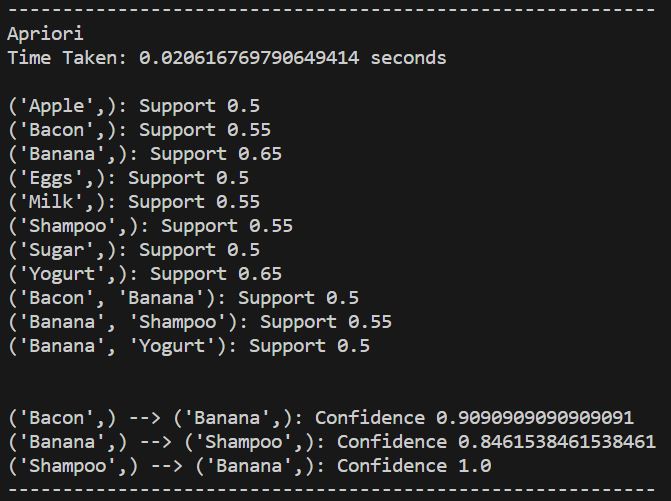 ------------------------------------------------------------
Apriori
Time Taken: 0.020616769790649414 seconds

('Apple',): Support 0.5
('Bacon',): Support 0.55
('Banana',): Support 0.65
('Eggs',): Support 0.5
('Milk',): Support 0.55
('Shampoo',): Support 0.55
('Sugar',): Support 0.5
('Yogurt',): Support 0.65
('Bacon', 'Banana'): Support 0.5
('Banana', 'Shampoo'): Support 0.55
('Banana', 'Yogurt'): Support 0.5

('Bacon',) --> ('Banana',): Confidence 0.9090909090909091
('Banana',) --> ('Shampoo',): Confidence 0.8461538461538461
('Shampoo',) --> ('Banana',): Confidence 1.0
------------------------------------------------------------